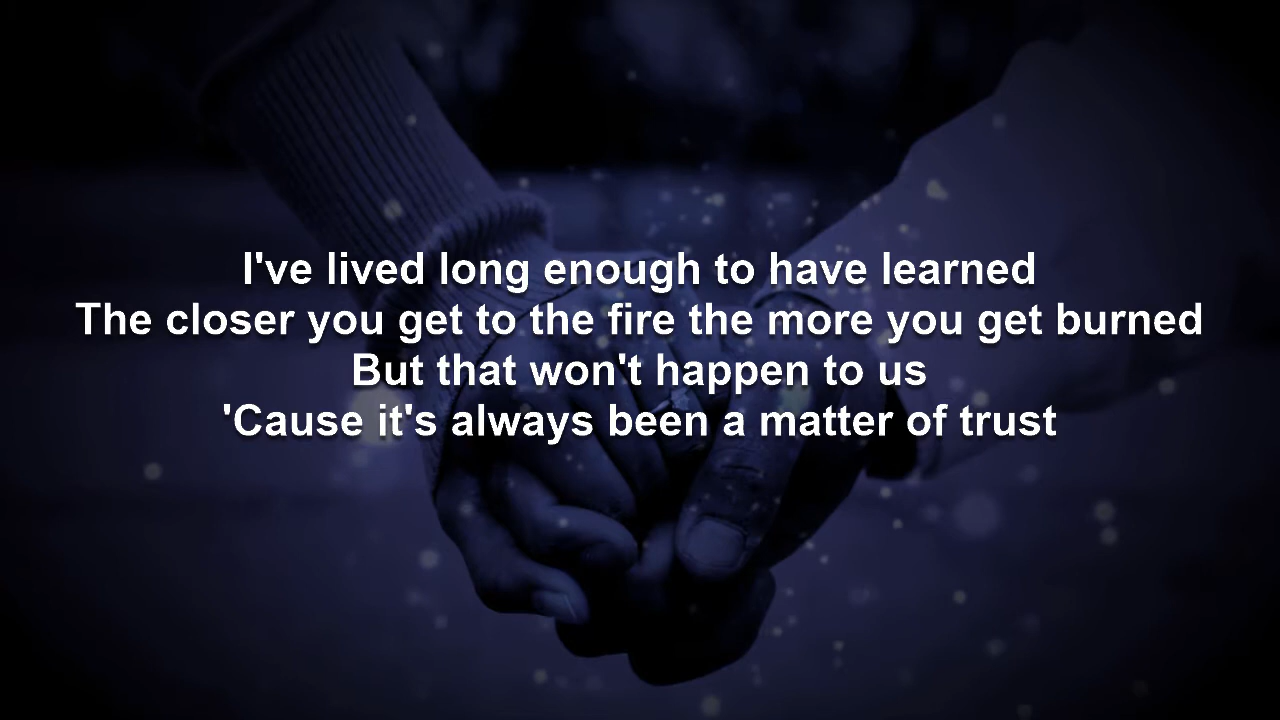 I've lived long enough to have learned
The closer you get to the fire the more you get burned
But that won't happen to us
'Cause it's always been a matter of trust